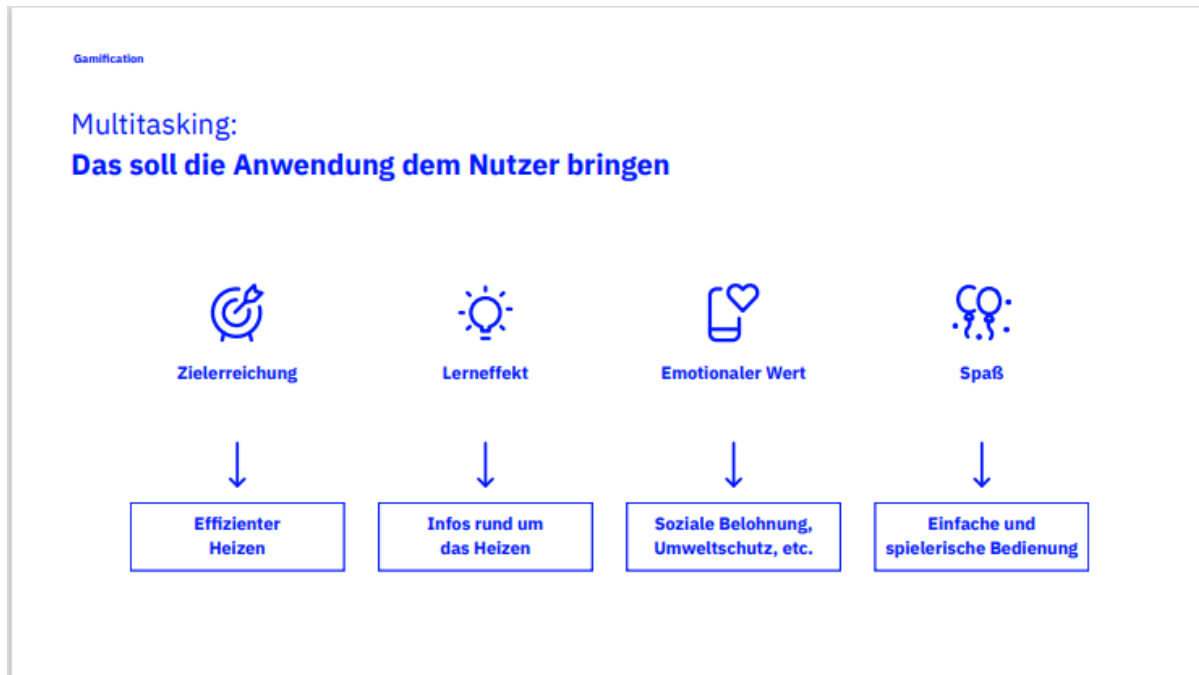 Gamification
Multitasking:
Das soll die Anwendung dem Nutzer bringen
Zielerreichung
Lerneffekt
Emotionaler Wert
Spaß
Effizienter
Heizen
Infos rund um
das Heizen
Soziale Belohnung,
Umweltschutz, etc.
Einfache und
spielerische Bedienung